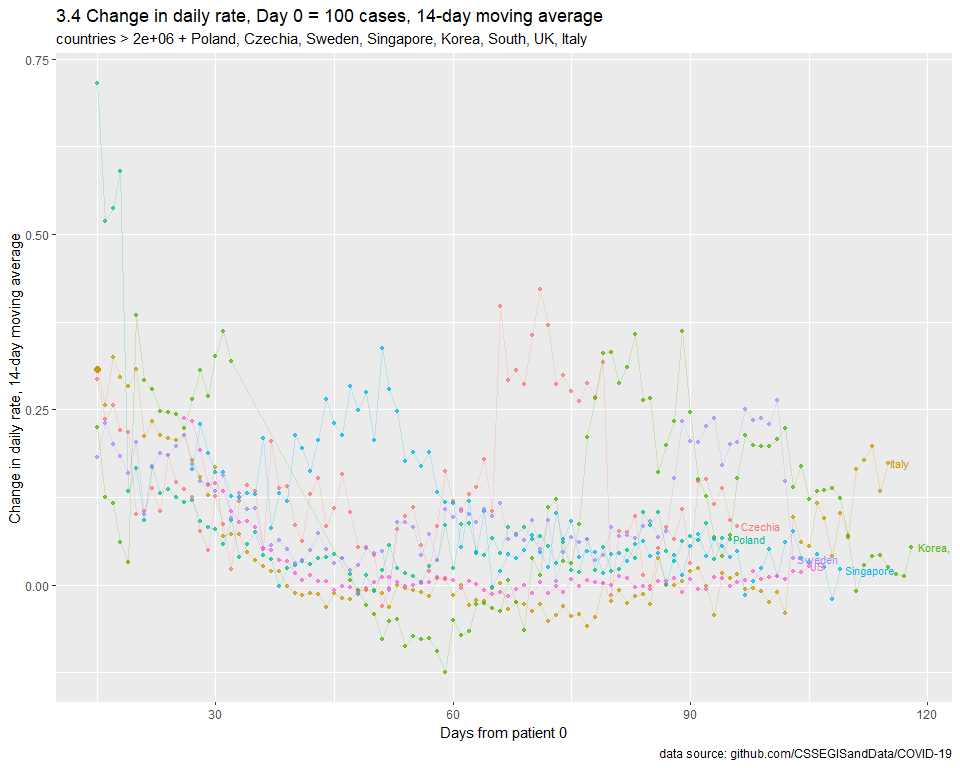 3.4 Change in daily rate, Day 0 = 100 cases, 14-day moving average
countries > 2e+06 + Poland, Czechia, Sweden, Singapore, Korea, South, UK, Italy
Change in daily rate, 14-day moving average
0.75
0.50
0.25
0.00
Italy
Czechia
Poland
Korea,
Sweden
US
Singapore
30
60
90
120
Days from patient 0
data source: github.com/CSSEGISandData/COVID-19